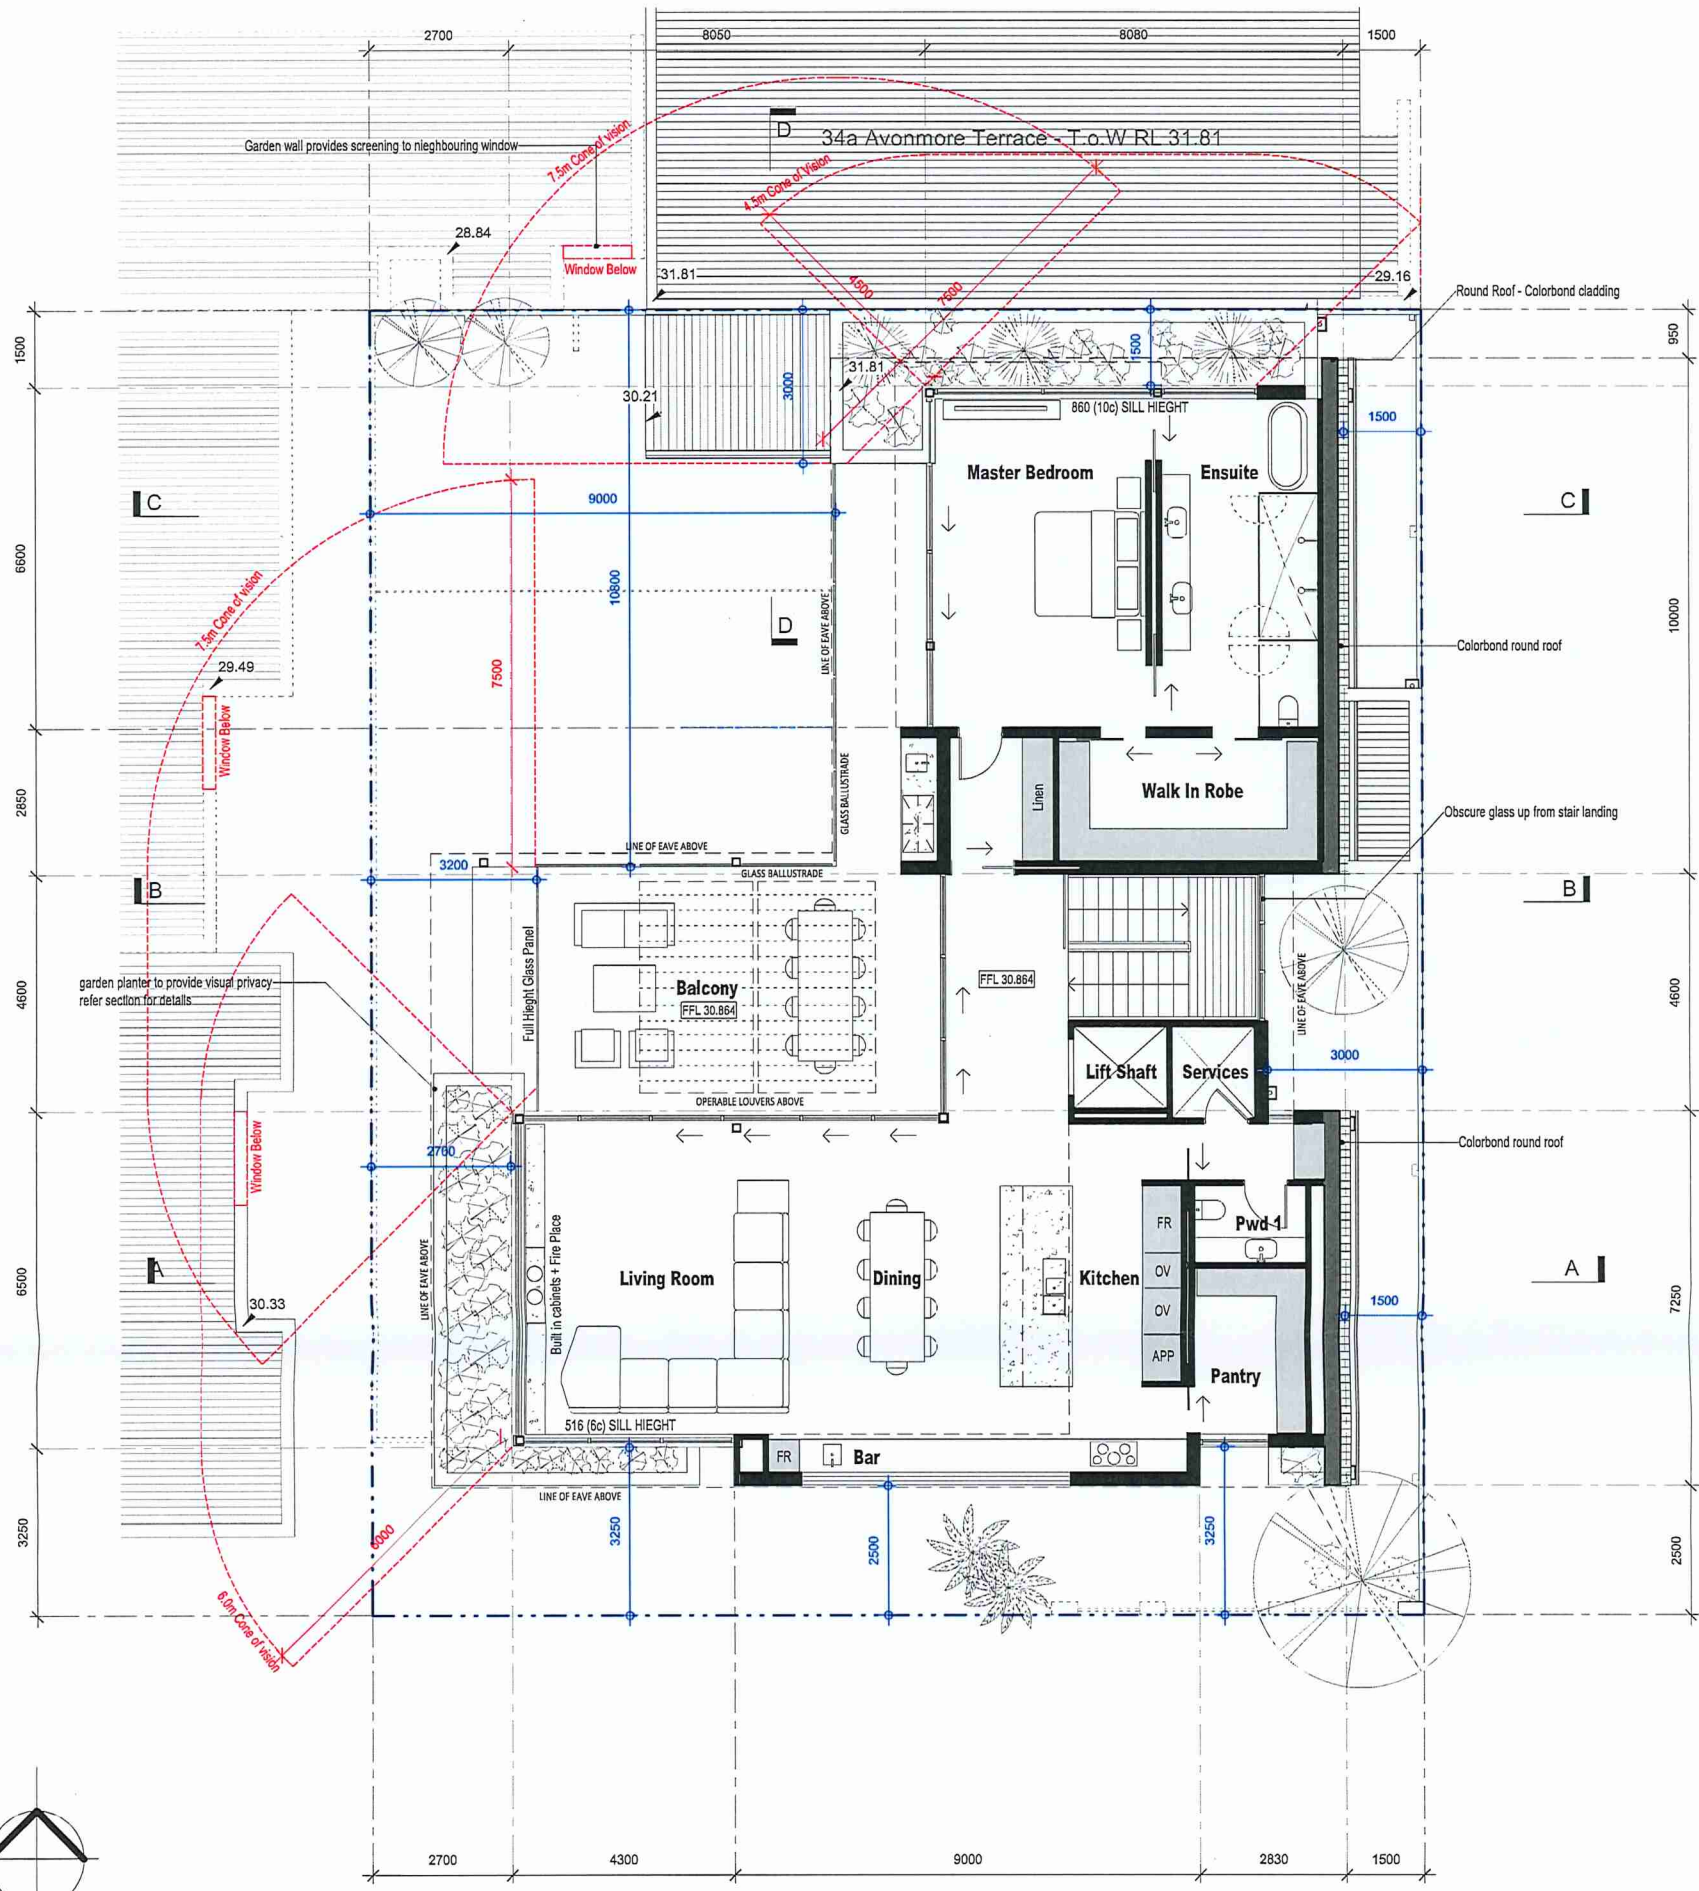 2700
8050
8080
1500
D
34a Avonmore Terrace - T.o.W RL 31.81
Garden wall provides screening to nieghbouring window
7.5m Cone of vision
4.5m Cone of Vision
28.84
Window Below
31.81
4500
7500
29.16
Round Roof - Colorbond cladding
1500
950
1500
3000
31.81
30.21
860 (10c) SILL HIEGHT
1500
Master Bedroom
Ensuite
C
C
9000
6600
10800
7.5m Cone of vision
LINE OF EAVE ABOVE
D
10000
Colorbond round roof
29.49
7500
Window Below
2850
GLASS BALLUSTRADE
Linen
Walk In Robe
Obscure glass up from stair landing
LINE OF EAVE ABOVE
3200
GLASS BALLUSTRADE
B
B
Full Hieght Glass Panel
garden planter to provide visual privacy
refer section for details
4600
Balcony
FFL 30.864
FFL 30.864
LINE OF EAVE ABOVE
4600
3000
Lift Shaft
Services
OPERABLE LOUVERS ABOVE
Window Below
2700
Colorbond round roof
LINE OF EAVE ABOVE
Built in cabinets + Fire Place
FR
Pwd 1
A
Living Room
Dining
Kitchen
OV
A
6500
30.33
OV
1500
7250
APP
Pantry
516 (6c) SILL HIEGHT
FR
Bar
LINE OF EAVE ABOVE
3250
6000
3250
2500
3250
2500
6.0m Cone of vision
2700
4300
9000
2830
1500